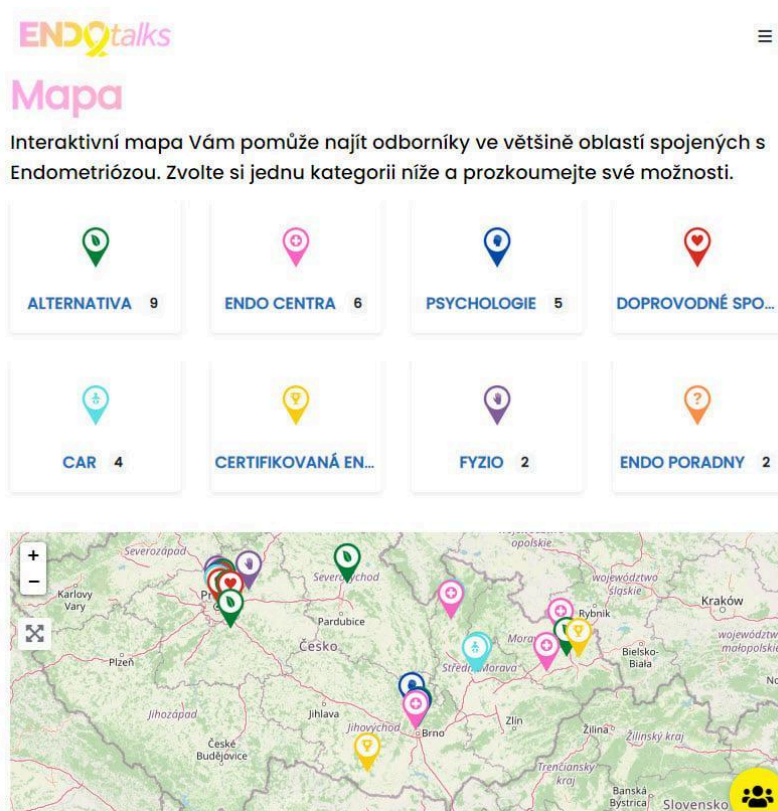 ENDOtalks
Mapa
Interaktivní mapa Vám pomůže najít odborníky ve většině oblastí spojených s
Endometriózou. Zvolte si jednu kategorii níže a prozkoumejte své možnosti.
ALTERNATIVA 9
ENDO CENTRA 6
PSYCHOLOGIE 5
DOPROVODNÉ SPO...
CAR 4
CERTIFIKOVANÁ EN...
FYZIO 2
ENDO PORADNY 2
+
−
opolskie
Severozápad
Karlovy
Vary
województwo
śląskie
Kraków
Rybnik
Pardubice
Česko
województwo
małopolskie
Bielsko-
Biała
Plzeň
Střední Morava
Jihozápad
Jihlava
Jihovýchod
Brno
Zlín
Žilina
Žilinský kraj
České
Budějovice
Trenčiansky
kraj
Banská
Bystrica
Slovensko